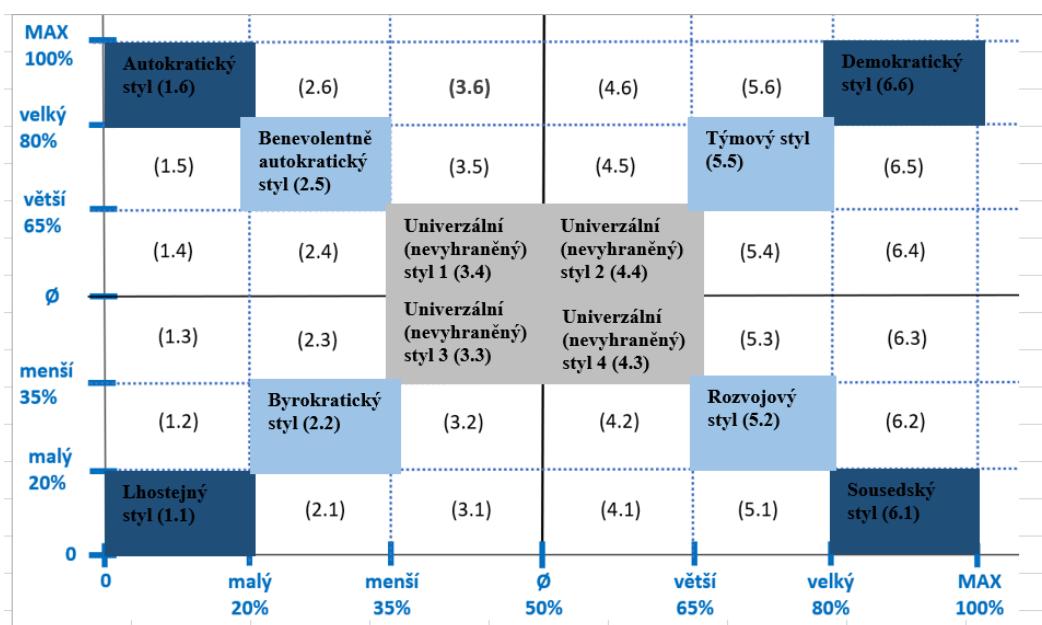 MAX
100%
Autokratický
styl (1.6)
(2.6)
(3.6)
(4.6)
(5.6)
Demokratický
styl (6.6)
velký
80%
(1.5)
Benevolentně
autokratický
styl (2.5)
(3.5)
(4.5)
Týmový styl
(5.5)
(6.5)
větší
65%
(1.4)
(2.4)
Univerzální
(nevyhraněný)
styl 1 (3.4)
Univerzální
(nevyhraněný)
styl 2 (4.4)
(5.4)
(6.4)
Ø
(1.3)
(2.3)
Univerzální
(nevyhraněný)
styl 3 (3.3)
Univerzální
(nevyhraněný)
styl 4 (4.3)
(5.3)
(6.3)
menší
35%
(1.2)
Byrokratický
styl (2.2)
(3.2)
(4.2)
Rozvojový
styl (5.2)
(6.2)
malý
20%
Lhostejný
styl (1.1)
(2.1)
(3.1)
(4.1)
(5.1)
Sousedský
styl (6.1)
0
0
malý
20%
menší
35%
Ø
50%
větší
65%
velký
80%
MAX
100%